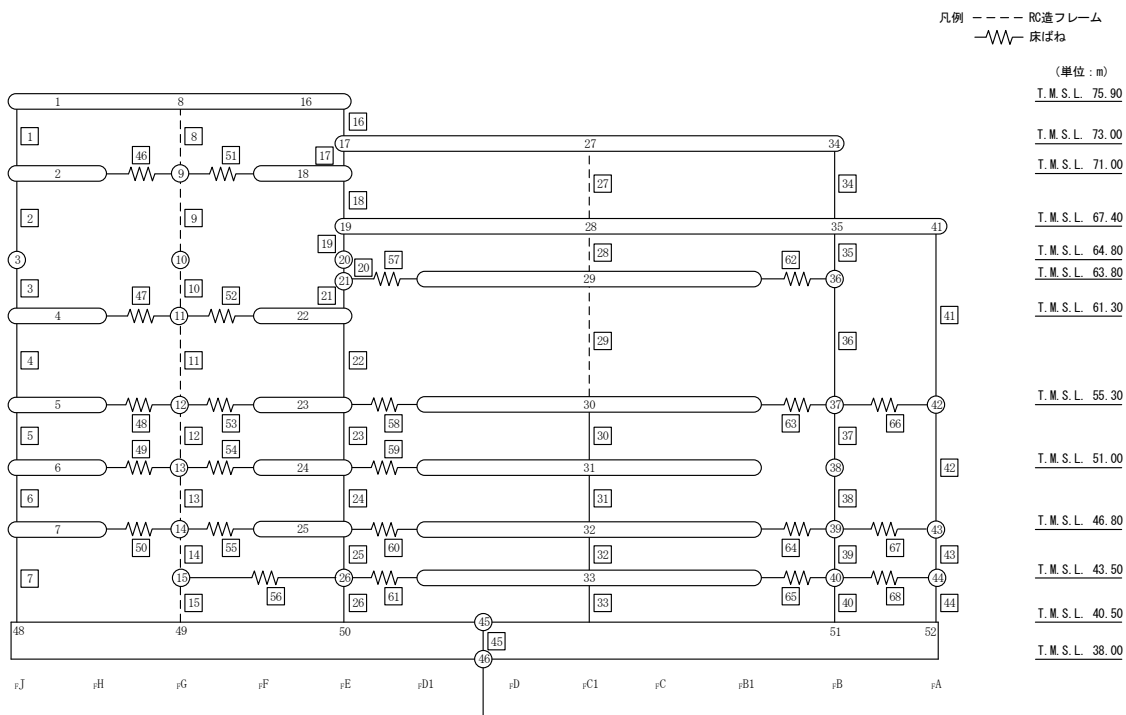 凡例 ---- RC造フレーム
床ばね
(単位：m)
1 8 16 T.M.S.L. 75.90
1 8 16
17 27 34 T.M.S.L. 73.00
46 51 17
2 9 18 T.M.S.L. 71.00
27 34
2 9 18
19 28 35 41 T.M.S.L. 67.40
19 28 35
3 10 20 57 62 T.M.S.L. 64.80
20
21 29 36 T.M.S.L. 63.80
3 10 21
47 52
4 11 22 41 T.M.S.L. 61.30
29 36
4 11 22
5 12 23 30 37 42 T.M.S.L. 55.30
48 53 58 63 66
5 12 23 30 37
49 54 59
6 13 24 31 38 42 T.M.S.L. 51.00
6 13 24 31 38
7 14 25 32 39 43 T.M.S.L. 46.80
50 55 60 64 67
14 25 32 39 43
7 15 26 33 40 44 T.M.S.L. 43.50
56 61 65 68
15 26 33 40 44
48 49 50 45 51 52 T.M.S.L. 40.50
45
46 T.M.S.L. 38.00
FJ FH FG FF FE FD1 FD FC1 FC FB1 FB FA